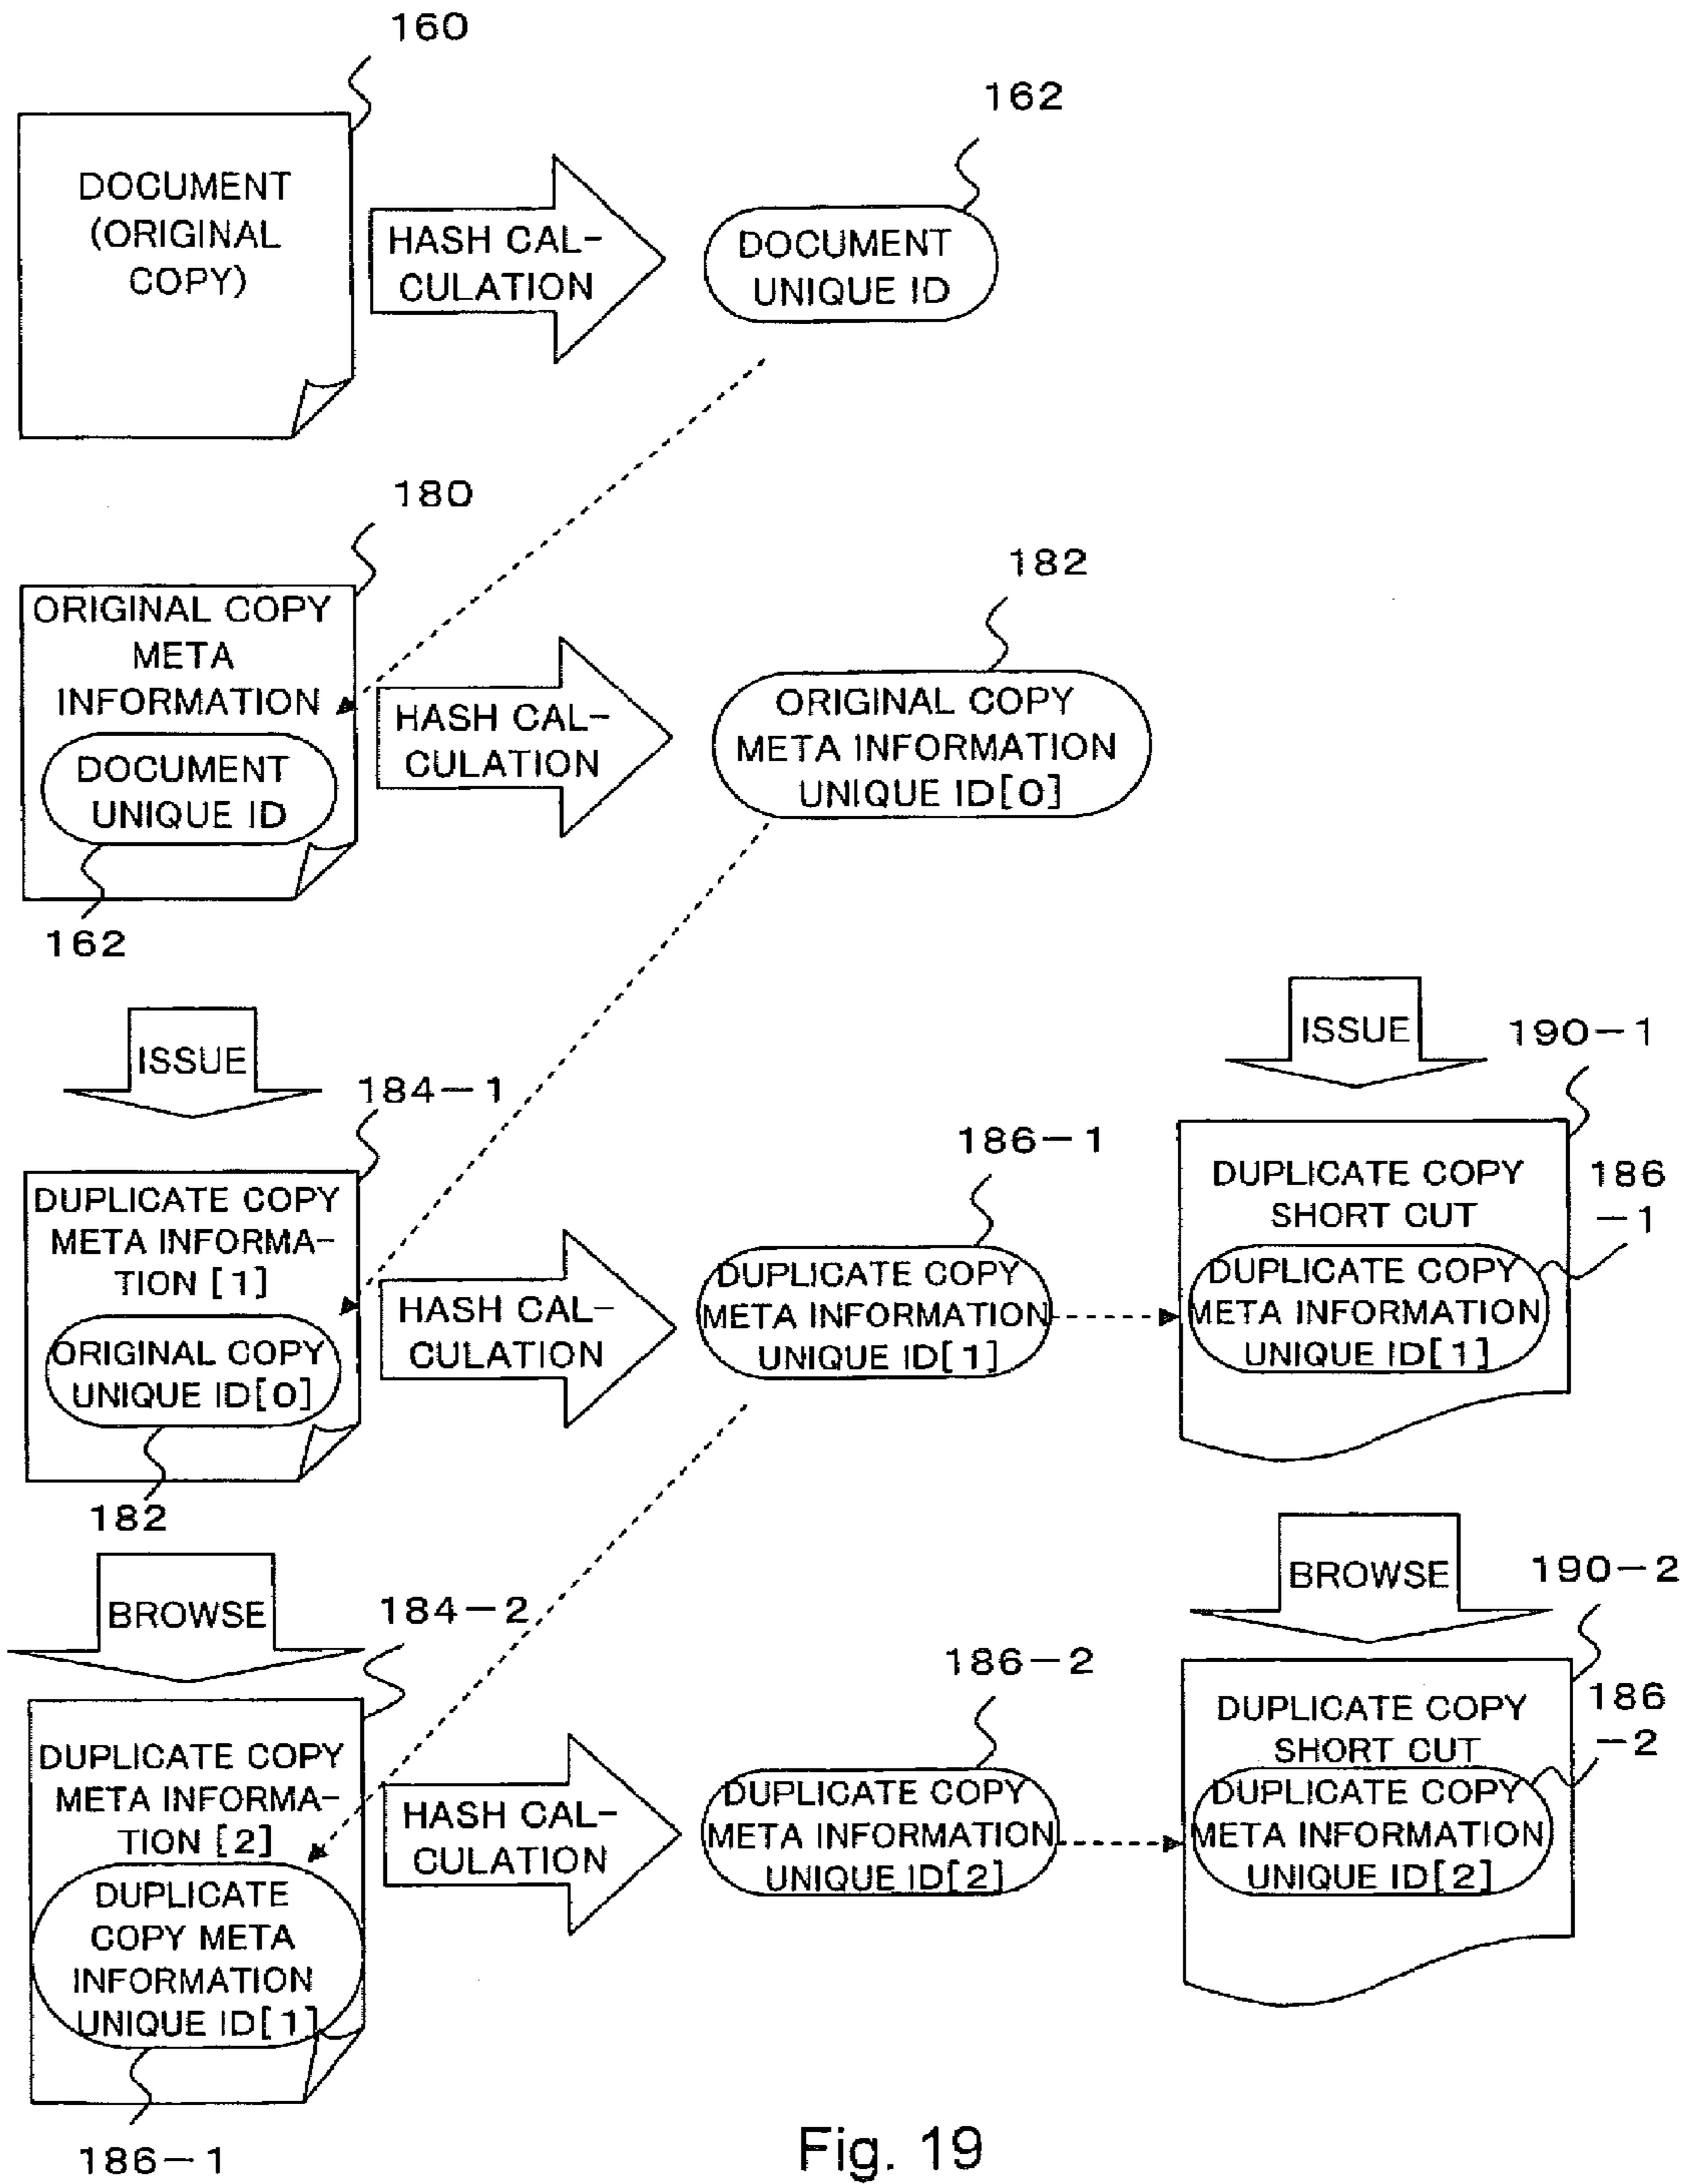 160
162
DOCUMENT
(ORIGINAL
COPY)
HASH CAL-
CULATION
DOCUMENT
UNIQUE ID
180
182
ORIGINAL COPY
META
INFORMATION
DOCUMENT
UNIQUE ID
162
HASH CAL-
CULATION
ORIGINAL COPY
META INFORMATION
UNIQUE ID[0]
ISSUE
ISSUE
190-1
184-1
186-1
DUPLICATE COPY
META INFORMA-
TION [1]
ORIGINAL COPY
UNIQUE ID[0]
182
HASH CAL-
CULATION
DUPLICATE COPY
META INFORMATION
UNIQUE ID[1]
DUPLICATE COPY
SHORT CUT
DUPLICATE COPY
META INFORMATION
UNIQUE ID[1]
186
-1
BROWSE
BROWSE
190-2
184-2
186-2
DUPLICATE COPY
META INFORMA-
TION [2]
DUPLICATE
COPY META
INFORMATION
UNIQUE ID[1]
186-1
HASH CAL-
CULATION
DUPLICATE COPY
META INFORMATION
UNIQUE ID[2]
DUPLICATE COPY
SHORT CUT
DUPLICATE COPY
META INFORMATION
UNIQUE ID[2]
186
-2
Fig. 19